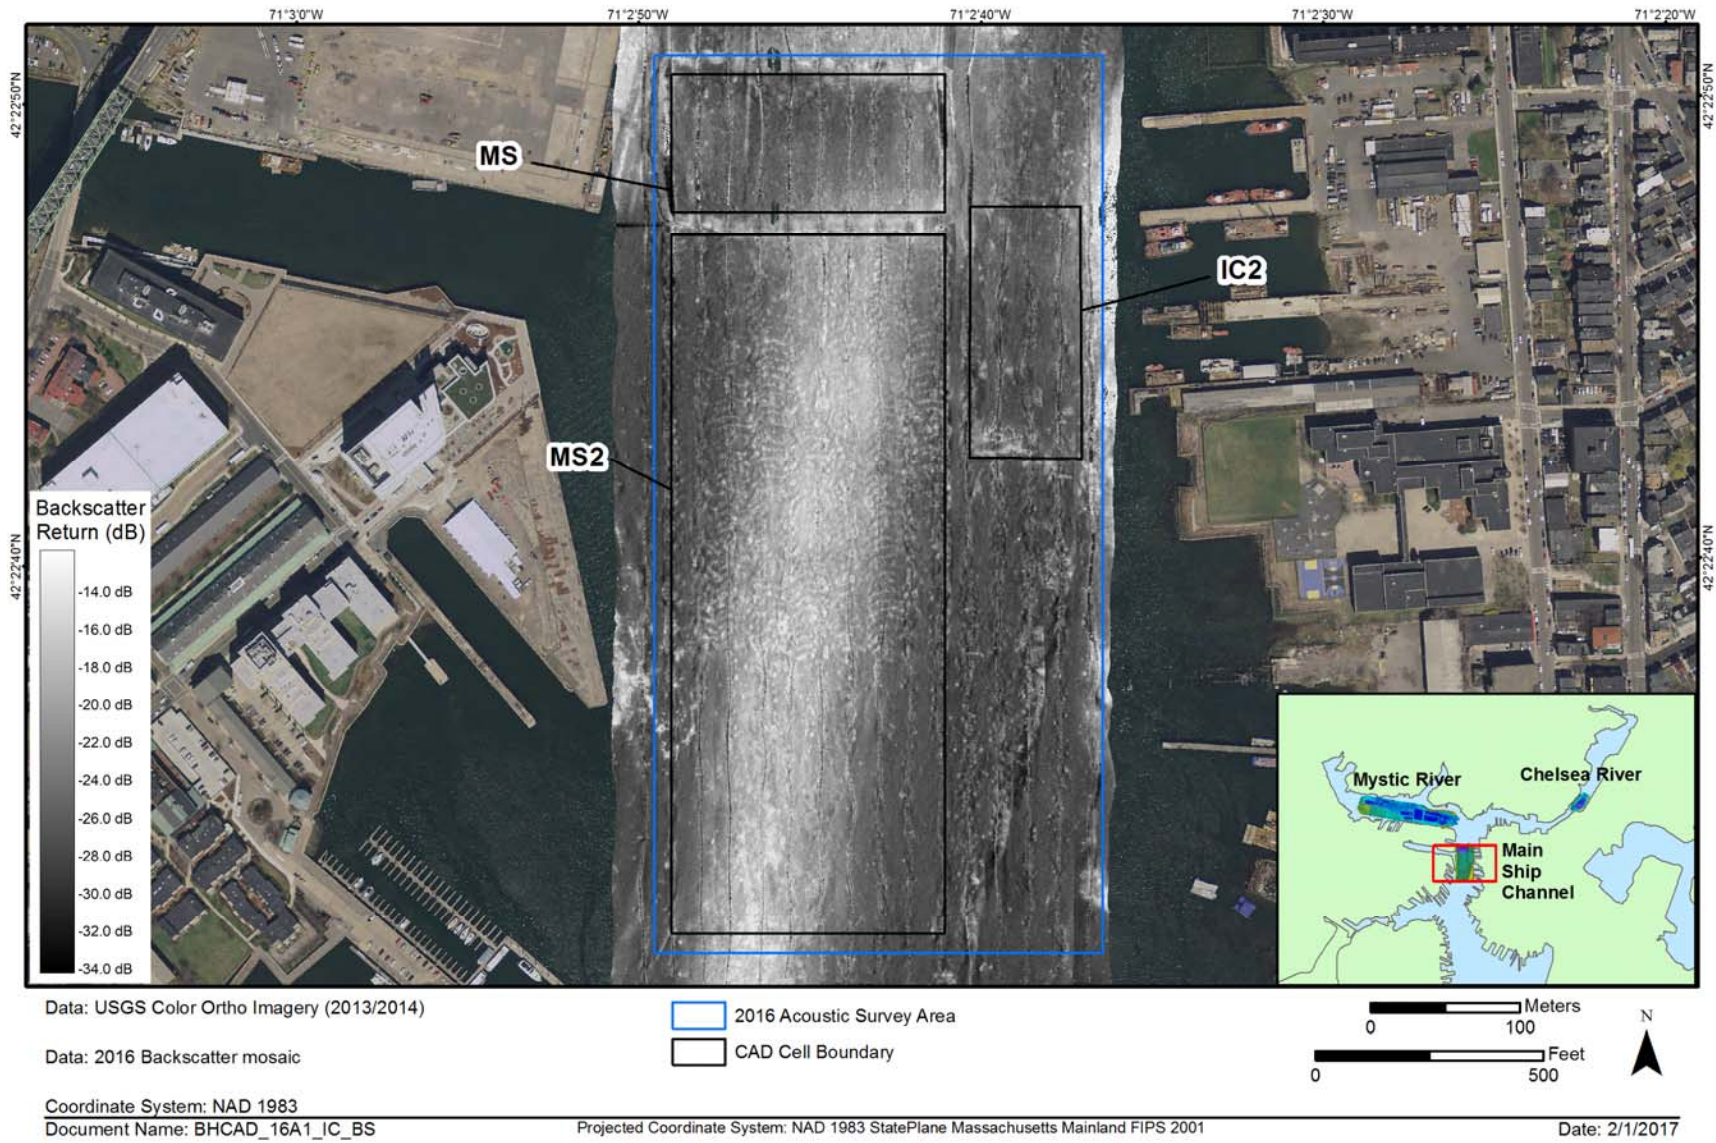 71°3'0"W 71°2'50"W 71°2'40"W 71°2'30"W 71°2'20"W
42°22'50"N
42°22'50"N
MS
IC2
MS2
42°22'40"N
42°22'40"N
Backscatter
Return (dB)
-14.0 dB
-16.0 dB
-18.0 dB
-20.0 dB
-22.0 dB
-24.0 dB
-26.0 dB
-28.0 dB
-30.0 dB
-32.0 dB
-34.0 dB
Mystic River
Chelsea River
Main
Ship
Channel
Data: USGS Color Ortho Imagery (2013/2014)
Data: 2016 Backscatter mosaic
2016 Acoustic Survey Area
CAD Cell Boundary
Meters
0 100
Feet
0 500
N
Coordinate System: NAD 1983
Document Name: BHCAD_16A1_IC_BS
Projected Coordinate System: NAD 1983 StatePlane Massachusetts Mainland FIPS 2001
Date: 2/1/2017